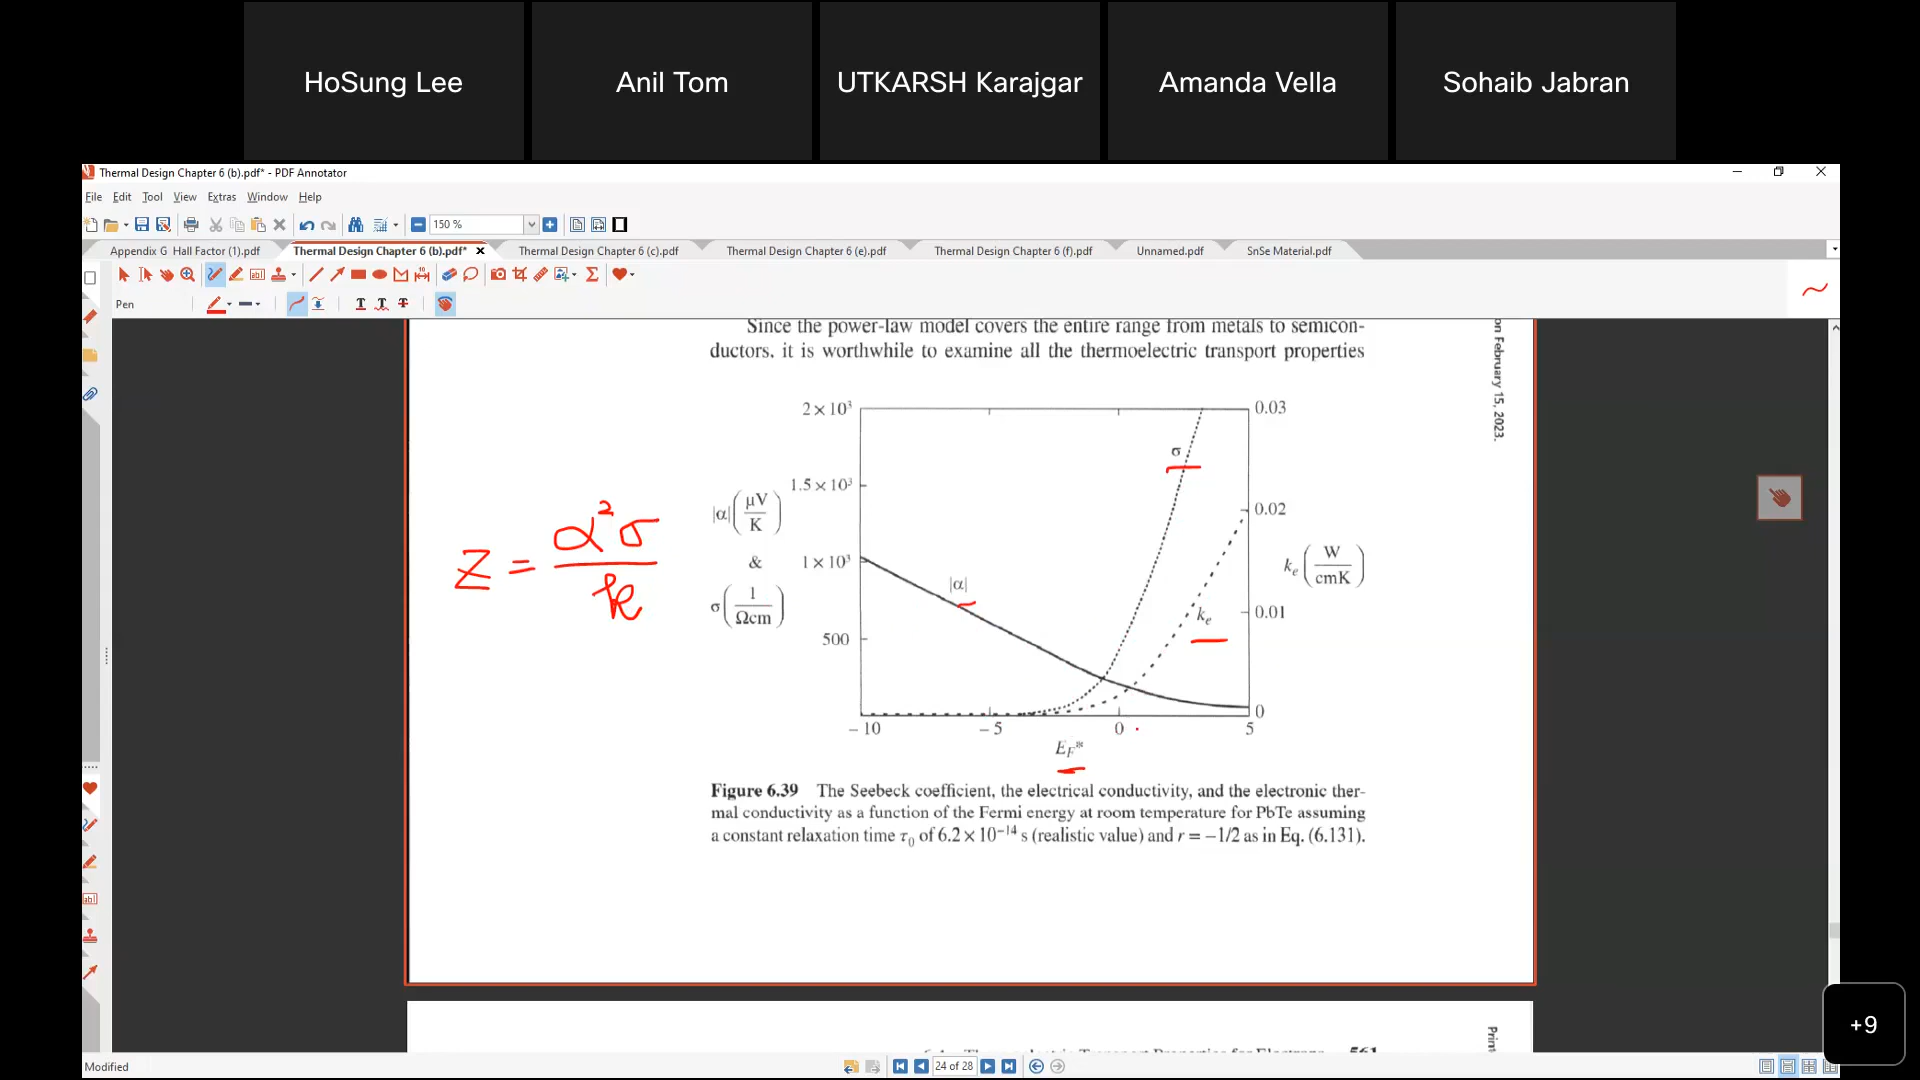 HoSung Lee
Anil Tom
UTKARSH Karajgar
Amanda Vella
Sohaib Jabran
Thermal Design Chapter 6 (b).pdf* - PDF Annotator
File Edit Tool View Extras Window Help
150 %
Appendix G Hall Factor (1).pdf
Thermal Design Chapter 6 (b).pdf*
Thermal Design Chapter 6 (c).pdf
Thermal Design Chapter 6 (e).pdf
Thermal Design Chapter 6 (f).pdf
Unnamed.pdf
SnSe Material.pdf
Pen
Since the power-law model covers the entire range from metals to semicon-
ductors, it is worthwhile to examine all the thermoelectric transport properties
on February 15, 2023.
2 × 10³
1.5 × 10³
1 × 10³
500
0.03
0.02
0.01
0
|α| (μV/K)
&
σ (1/Ωcm)
kₑ (W/cmK)
σ
|α|
kₑ
– 10
– 5
0
5
E_F*
Z = α²σ/k
Figure 6.39 The Seebeck coefficient, the electrical conductivity, and the electronic ther-
mal conductivity as a function of the Fermi energy at room temperature for PbTe assuming
a constant relaxation time τ₀ of 6.2 × 10⁻¹⁴ s (realistic value) and r = −1/2 as in Eq. (6.131).
Modified
24 of 28
+9